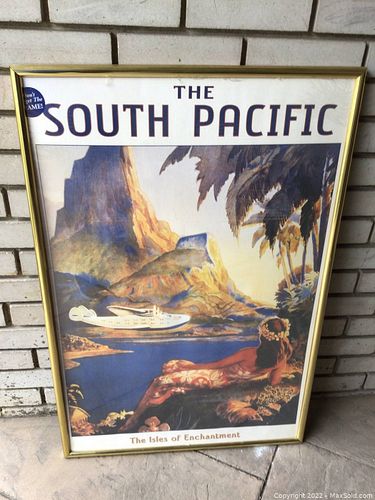 THE
SOUTH PACIFIC
The Isles of Enchantment
Copyright 2022 - MaxSold.com